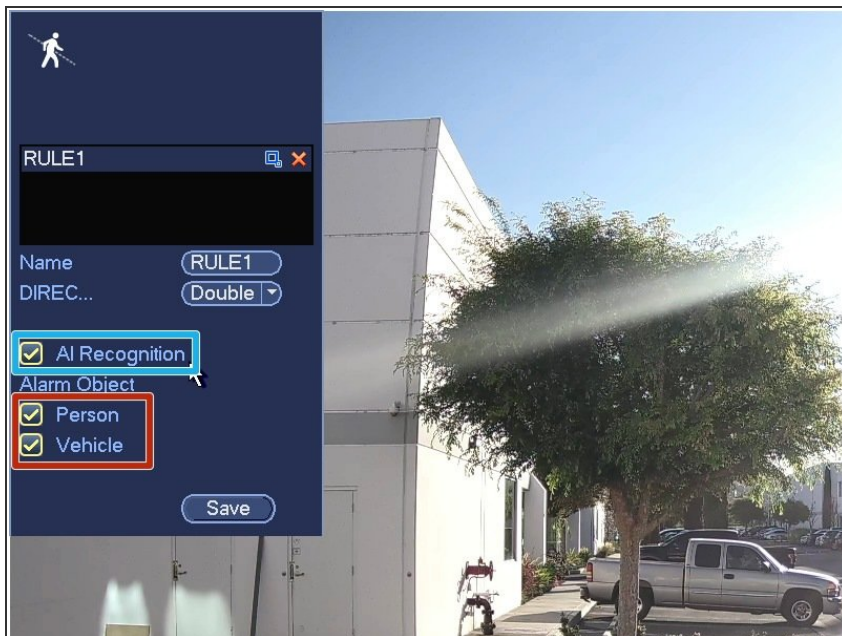 RULE1
Name RULE1
DIREC... Double
AI Recognition
Alarm Object
Person
Vehicle
Save